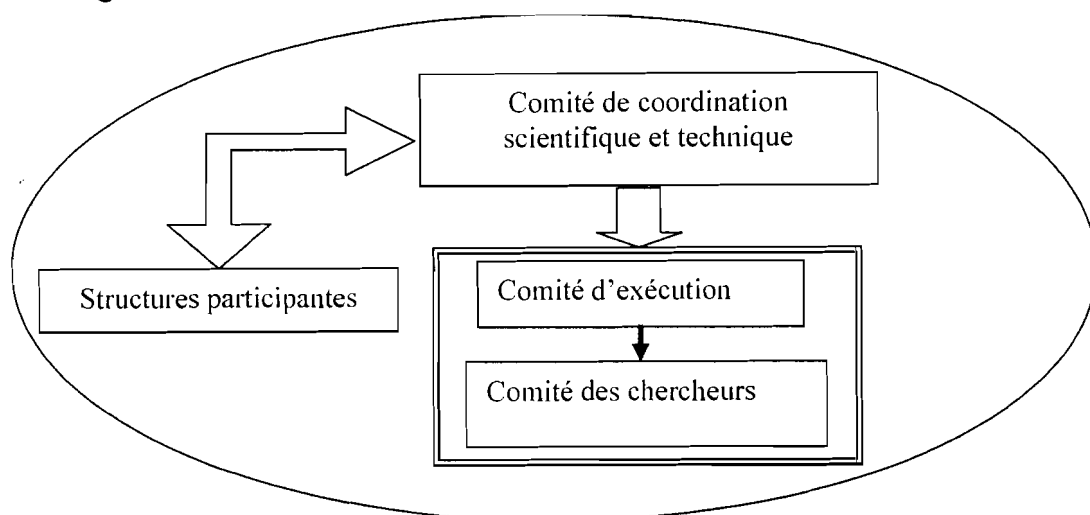 Comité de coordination
scientifique et technique
Structures participantes
Comité d'exécution
Comité des chercheurs